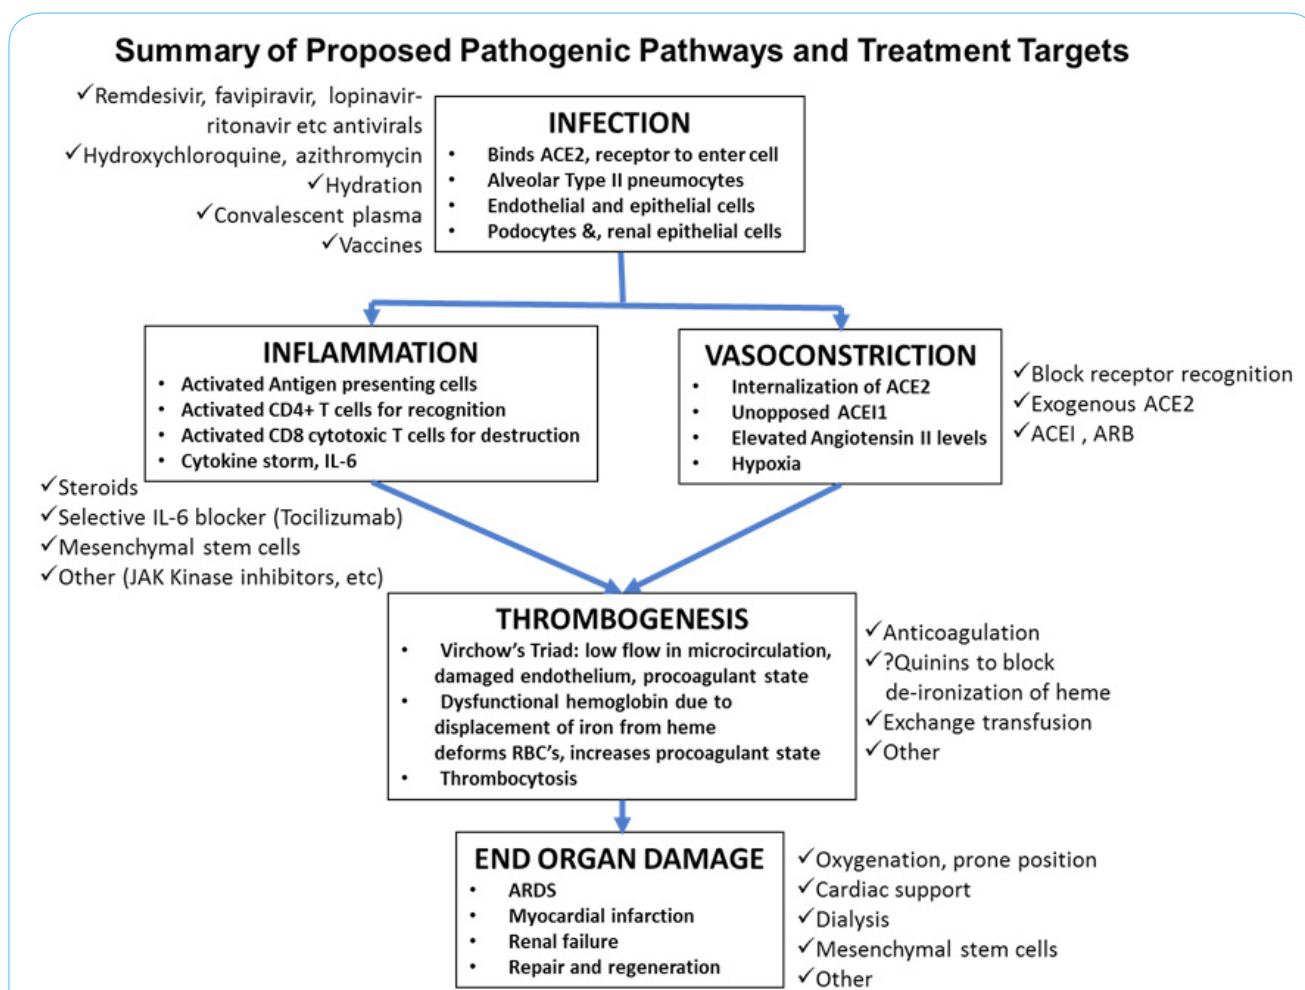 Summary of Proposed Pathogenic Pathways and Treatment Targets
✓Remdesivir, favipiravir, lopinavir-
ritonavir etc antivirals
✓Hydroxychloroquine, azithromycin
✓Hydration
✓Convalescent plasma
✓Vaccines
INFECTION
• Binds ACE2, receptor to enter cell
• Alveolar Type II pneumocytes
• Endothelial and epithelial cells
• Podocytes &, renal epithelial cells
INFLAMMATION
• Activated Antigen presenting cells
• Activated CD4+ T cells for recognition
• Activated CD8 cytotoxic T cells for destruction
• Cytokine storm, IL-6
VASOCONSTRICTION
• Internalization of ACE2
• Unopposed ACEI1
• Elevated Angiotensin II levels
• Hypoxia
✓Block receptor recognition
✓Exogenous ACE2
✓ACEI , ARB
✓Steroids
✓Selective IL-6 blocker (Tocilizumab)
✓Mesenchymal stem cells
✓Other (JAK Kinase inhibitors, etc)
THROMBOGENESIS
• Virchow's Triad: low flow in microcirculation,
damaged endothelium, procoagulant state
• Dysfunctional hemoglobin due to
displacement of iron from heme
deforms RBC's, increases procoagulant state
• Thrombocytosis
✓Anticoagulation
✓?Quinins to block
de-ironization of heme
✓Exchange transfusion
✓Other
END ORGAN DAMAGE
• ARDS
• Myocardial infarction
• Renal failure
• Repair and regeneration
✓Oxygenation, prone position
✓Cardiac support
✓Dialysis
✓Mesenchymal stem cells
✓Other